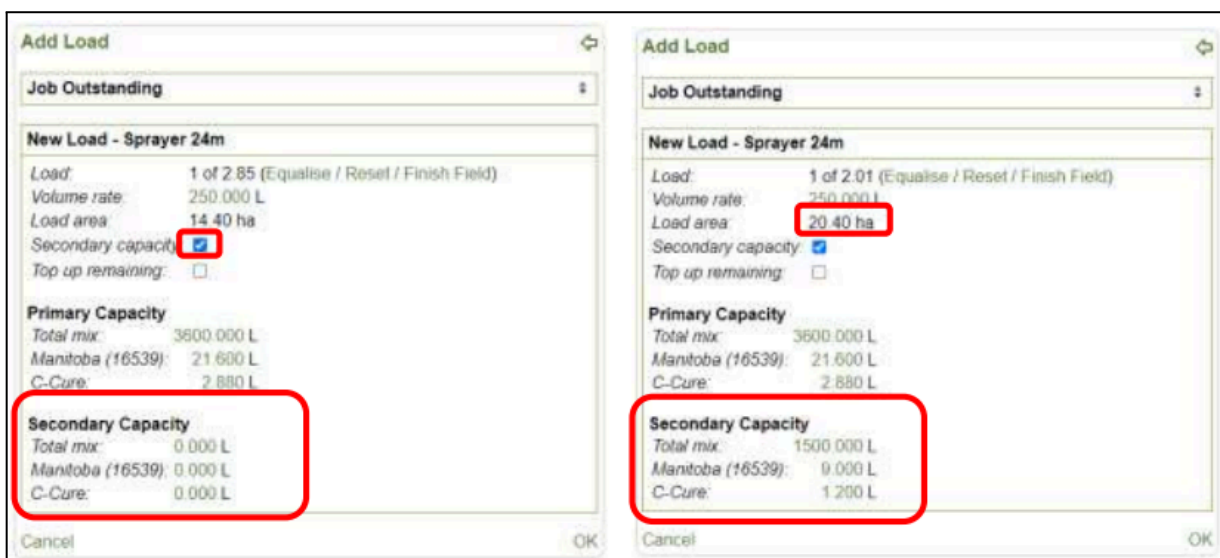 Add Load
Job Outstanding
New Load - Sprayer 24m
Load: 1 of 2.85 (Equalise / Reset / Finish Field)
Volume rate: 250.000 L
Load area: 14.40 ha
Secondary capacity
Top up remaining:
Primary Capacity
Total mix: 3600.000 L
Manitoba (16539): 21.600 L
C-Cure: 2.880 L
Secondary Capacity
Total mix: 0.000 L
Manitoba (16539): 0.000 L
C-Cure: 0.000 L
Cancel OK
Add Load
Job Outstanding
New Load - Sprayer 24m
Load: 1 of 2.01 (Equalise / Reset / Finish Field)
Volume rate: 250.000 L
Load area: 20.40 ha
Secondary capacity:
Top up remaining:
Primary Capacity
Total mix: 3600.000 L
Manitoba (16539): 21.600 L
C-Cure: 2.880 L
Secondary Capacity
Total mix: 1500.000 L
Manitoba (16539): 9.000 L
C-Cure: 1.200 L
Cancel OK